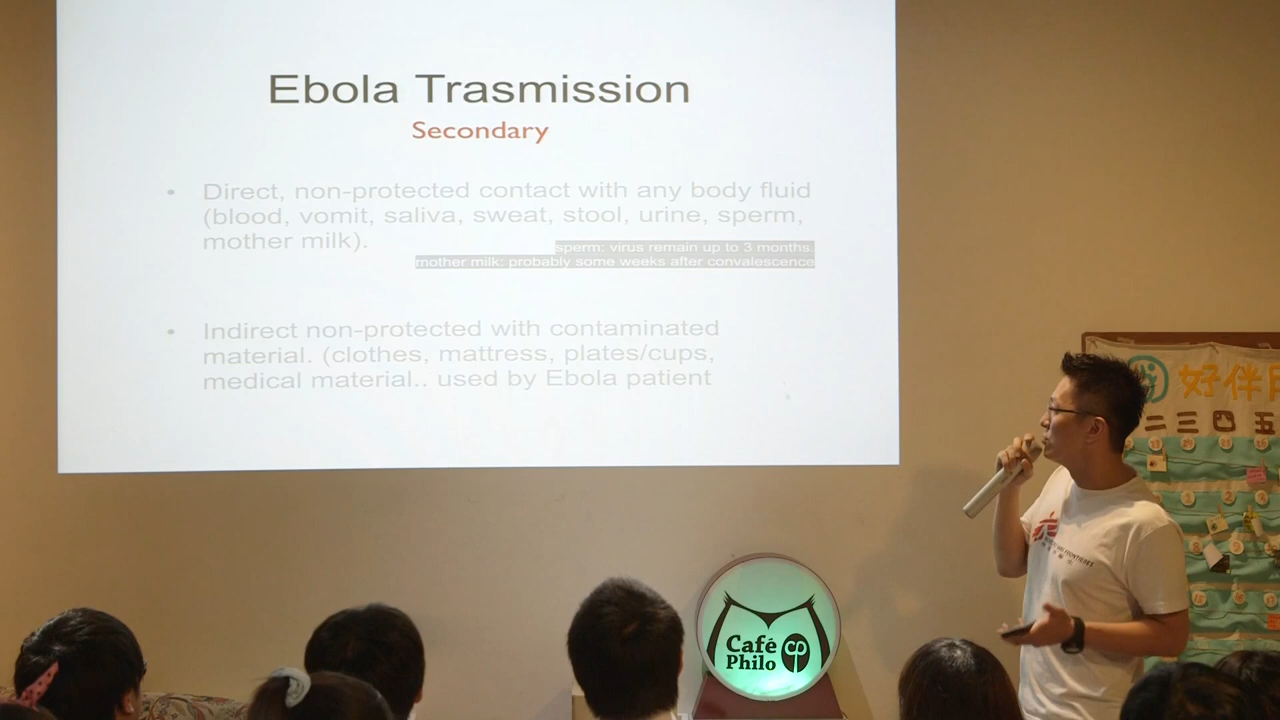 Ebola Trasmission
Secondary
• Direct, non-protected contact with any body fluid
(blood, vomit, saliva, sweat, stool, urine, sperm,
mother milk).
sperm: virus remain up to 3 months.
mother milk: probably some weeks after convalescence
• Indirect non-protected with contaminated
material. (clothes, mattress, plates/cups,
medical material.. used by Ebola patient
好伴
二三四五
FRONTIERES
Café
Philo